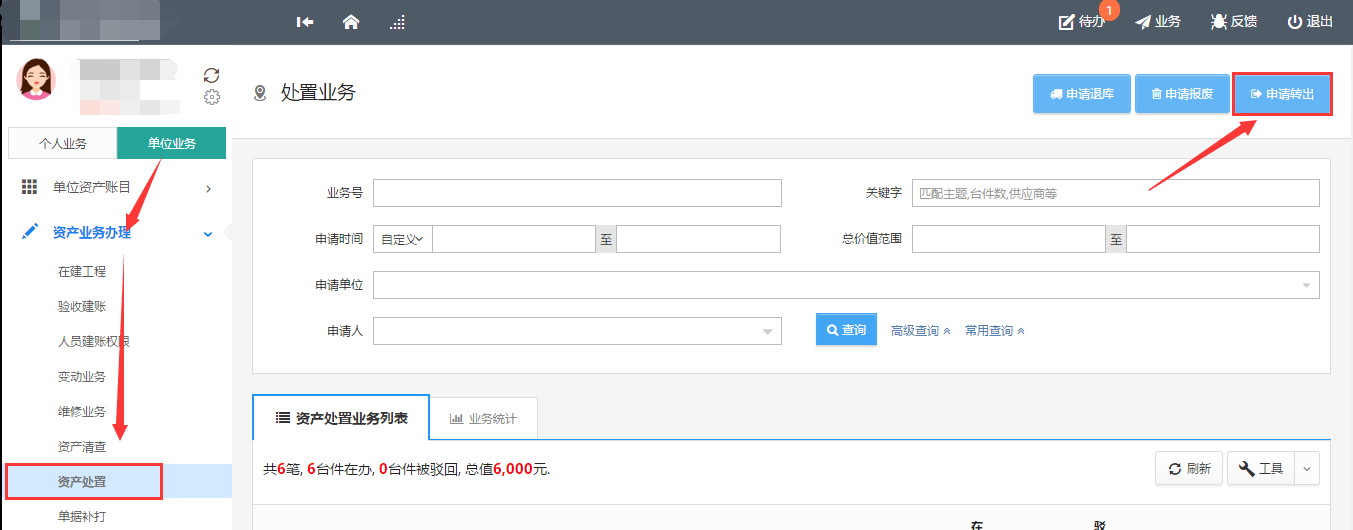 待办 1 业务 反馈 退出
个人业务 单位业务
单位资产账目
资产业务办理
在建工程
验收建账
人员建账权限
变动业务
维修业务
资产清查
资产处置
单据补打
处置业务
申请退库 申请报废 申请转出
业务号 关键字 匹配主题,台件数,供应商等
申请时间 自定义 至 总价值范围 至
申请单位
申请人 查询 高级查询 常用查询
资产处置业务列表 业务统计
共6笔, 6台件在办, 0台件被驳回, 总值6,000元. 刷新 工具
在 驳